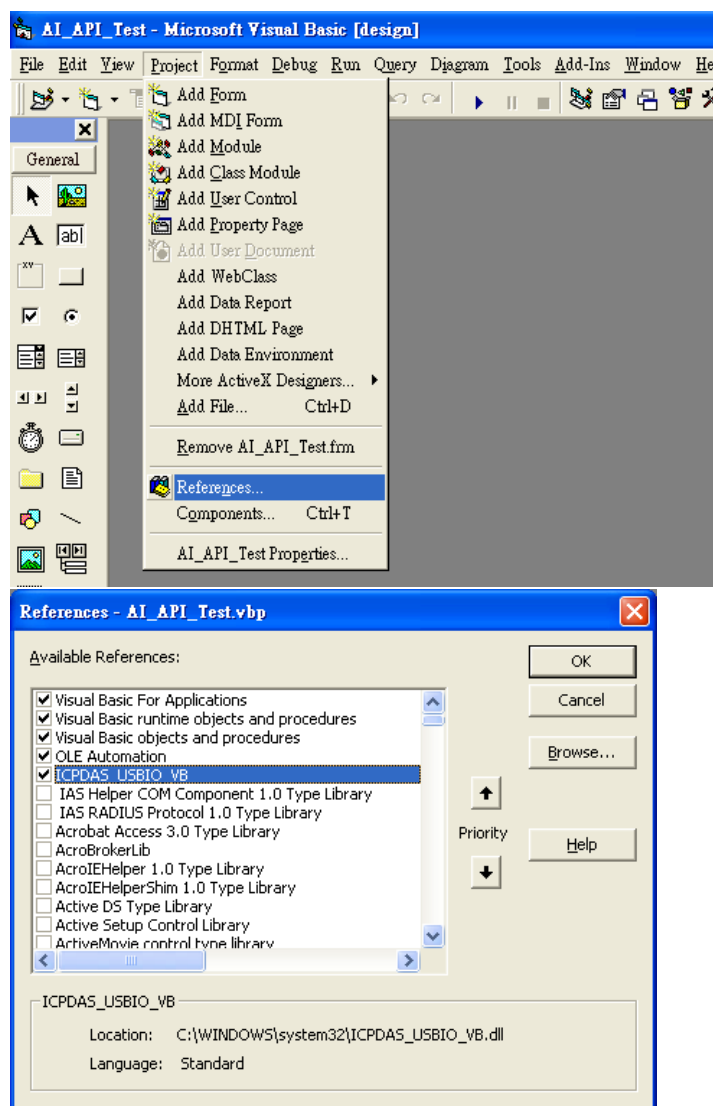 AI_API_Test - Microsoft Visual Basic [design]
File Edit View Project Format Debug Run Query Diagram Tools Add-Ins Window He
General
A ab|
xv
Add Form
Add MDI Form
Add Module
Add Class Module
Add User Control
Add Property Page
Add User Document
Add WebClass
Add Data Report
Add DHTML Page
Add Data Environment
More ActiveX Designers...
Add File... Ctrl+D
Remove AI_API_Test.frm
References...
Components... Ctrl+T
AI_API_Test Properties...
References - AI_API_Test.vbp
Available References:
Visual Basic For Applications
Visual Basic runtime objects and procedures
Visual Basic objects and procedures
OLE Automation
ICPDAS_USBIO_VB
IAS Helper COM Component 1.0 Type Library
IAS RADIUS Protocol 1.0 Type Library
Acrobat Access 3.0 Type Library
AcroBrokerLib
AcroIEHelper 1.0 Type Library
AcroIEHelperShim 1.0 Type Library
Active DS Type Library
Active Setup Control Library
ActiveMovie control type library
OK
Cancel
Browse...
Priority
Help
ICPDAS_USBIO_VB
Location: C:\WINDOWS\system32\ICPDAS_USBIO_VB.dll
Language: Standard